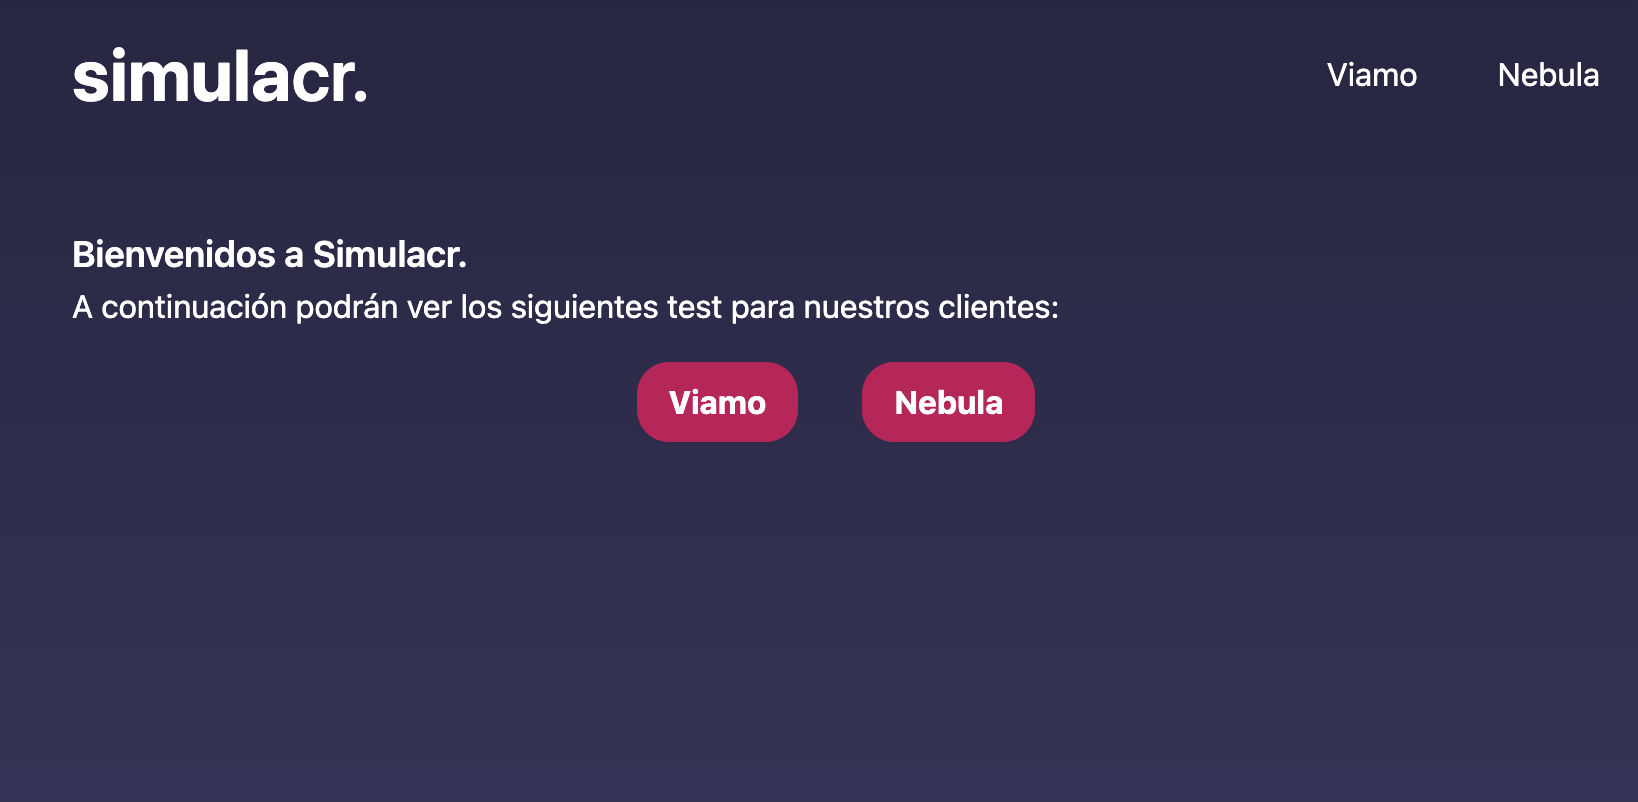 simulacr.
Viamo Nebula
Bienvenidos a Simulacr.
A continuación podrán ver los siguientes test para nuestros clientes:
Viamo Nebula